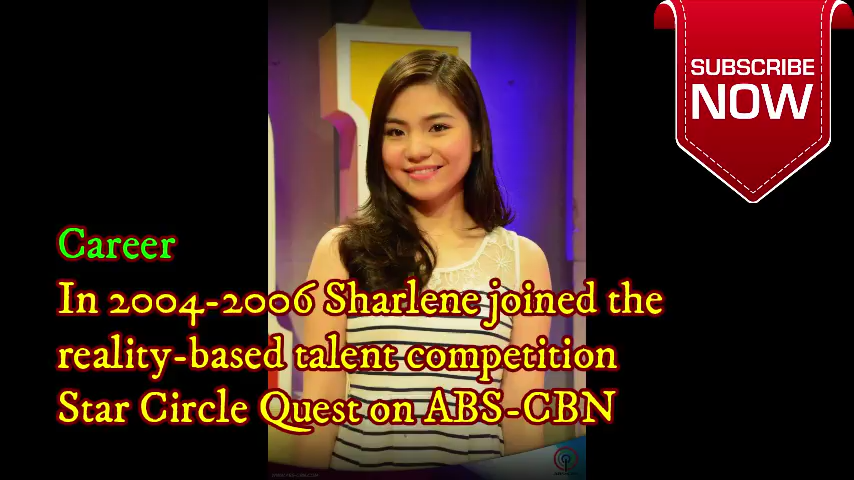 SUBSCRIBE
NOW
Career
In 2004-2006 Sharlene joined the
reality-based talent competition
Star Circle Quest on ABS-CBN